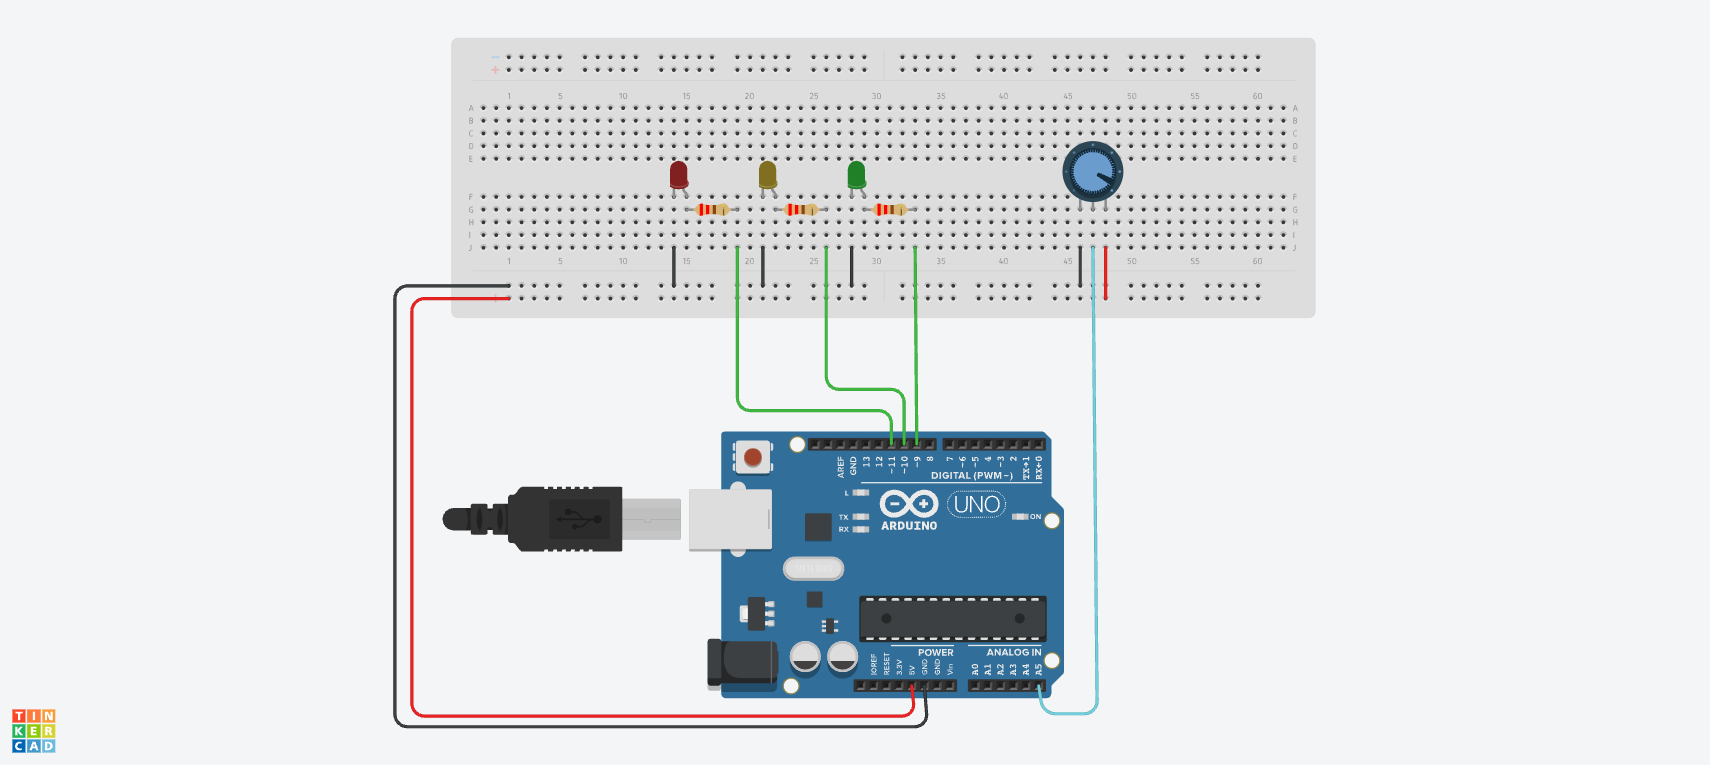 − −
+ +
1 5 10 15 20 25 30 35 40 45 50 55 60
A A
B B
C C
D D
E E
F F
G G
H H
I I
J J
1 5 10 15 20 25 30 35 40 45 50 55 60
AREF GND 13 12 ~11 ~10 ~9 8 7 ~6 ~5 4 ~3 2 TX→1 RX←0
DIGITAL (PWM~)
L
TX
RX
ARDUINO
UNO
ON
POWER
ANALOG IN
IOREF RESET 3.3V 5V GND GND Vin A0 A1 A2 A3 A4 A5
TIN
KER
CAD